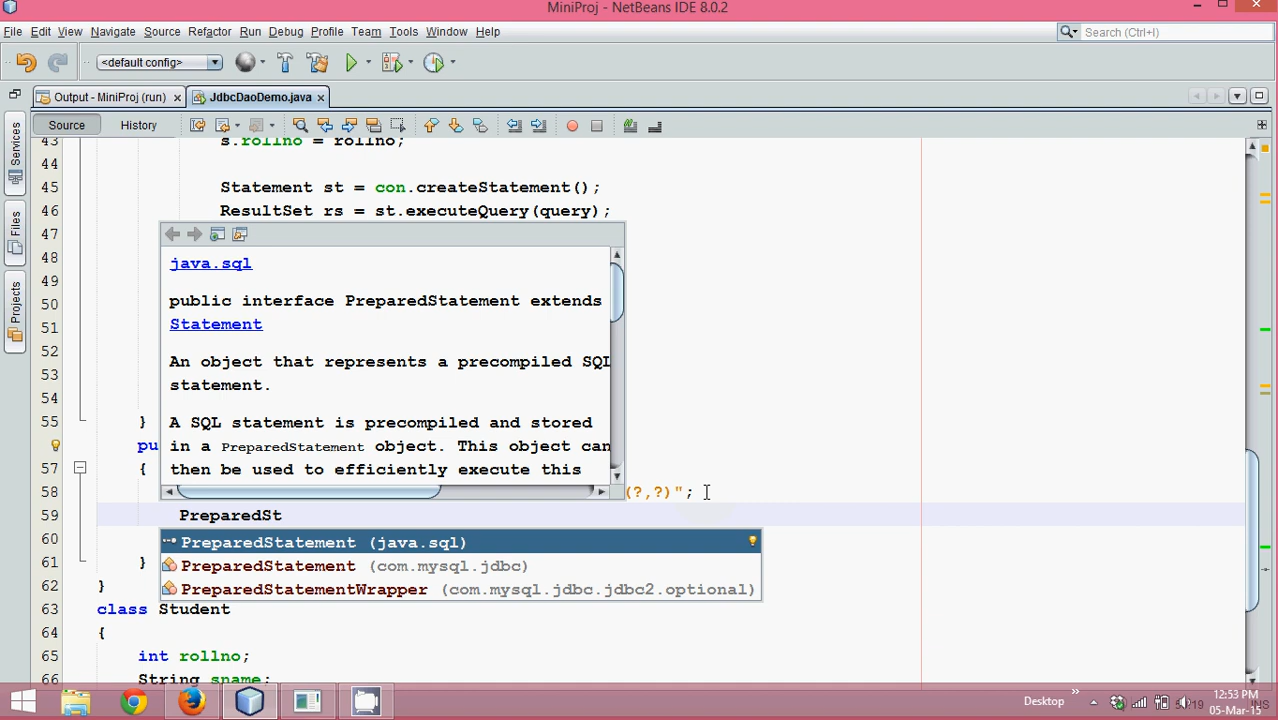 MiniProj - NetBeans IDE 8.0.2
File Edit View Navigate Source Refactor Run Debug Profile Team Tools Window Help
Search (Ctrl+I)
<default config>
Output - MiniProj (run)
JdbcDaoDemo.java
Source History
Services
Files
Projects
43 s.rollno = rollno;
44
45 Statement st = con.createStatement();
46 ResultSet rs = st.executeQuery(query);
47
48
49
50
51
52
53
54
55 }
pu
57 {
58 (?,?)";
59 PreparedSt
60
61 }
62 }
63 class Student
64 {
65 int rollno;
66 String sname;
java.sql
public interface PreparedStatement extends
Statement
An object that represents a precompiled SQL
statement.
A SQL statement is precompiled and stored
in a PreparedStatement object. This object can
then be used to efficiently execute this
PreparedStatement (java.sql)
PreparedStatement (com.mysql.jdbc)
PreparedStatementWrapper (com.mysql.jdbc.jdbc2.optional)
Desktop
12:53 PM
05-Mar-15
INS